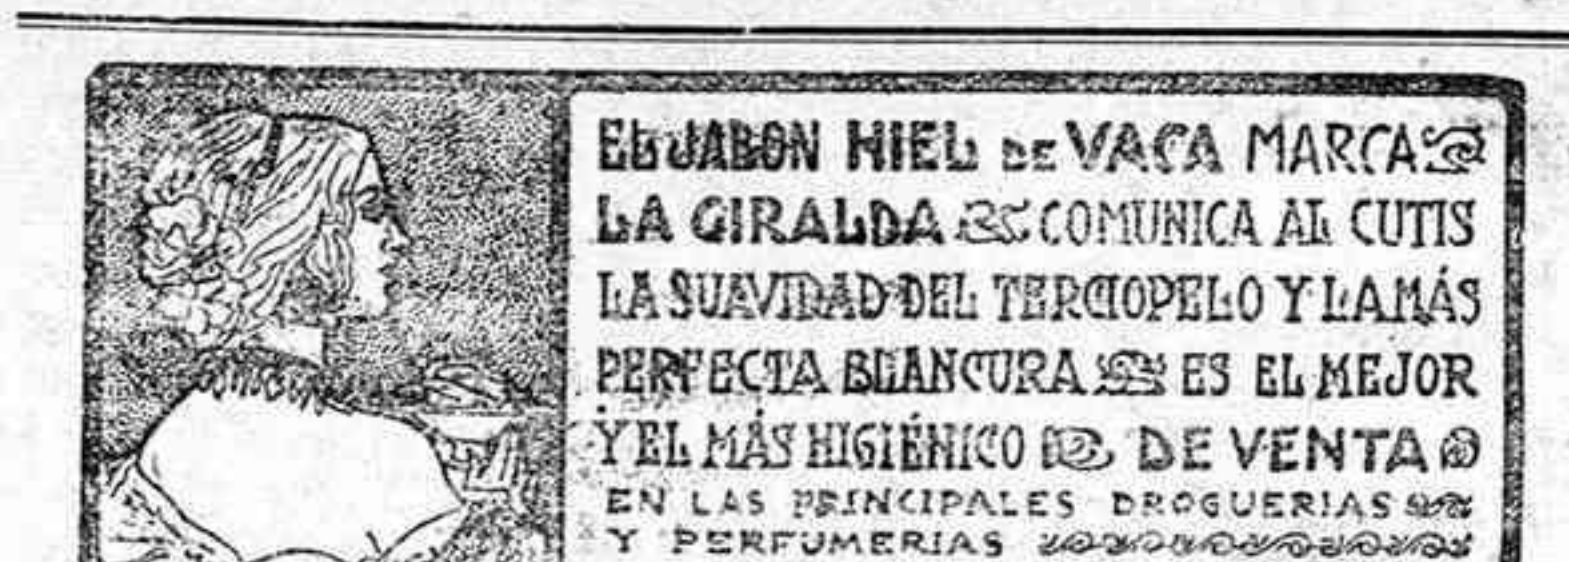 EL JABON HIEL DE VACA MARCA
LA GIRALDA COMUNICA AL CUTIS
LA SUAVIDAD DEL TERCIOPELO Y LA MÁS
PERFECTA BLANCURA ES EL MEJOR
Y EL MÁS HIGIÉNICO DE VENTA
EN LAS PRINCIPALES DROGUERIAS
Y PERFUMERIAS